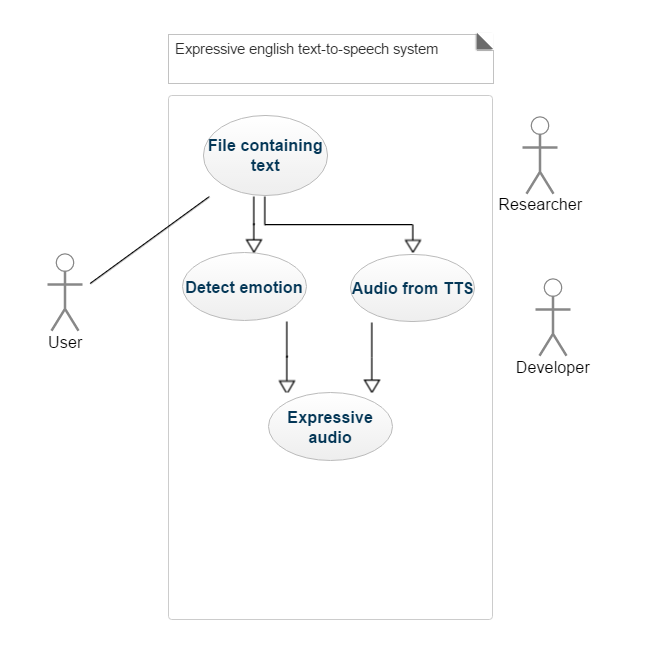 Expressive english text-to-speech system
File containing
text
Researcher
Detect emotion
Audio from TTS
User
Developer
Expressive
audio